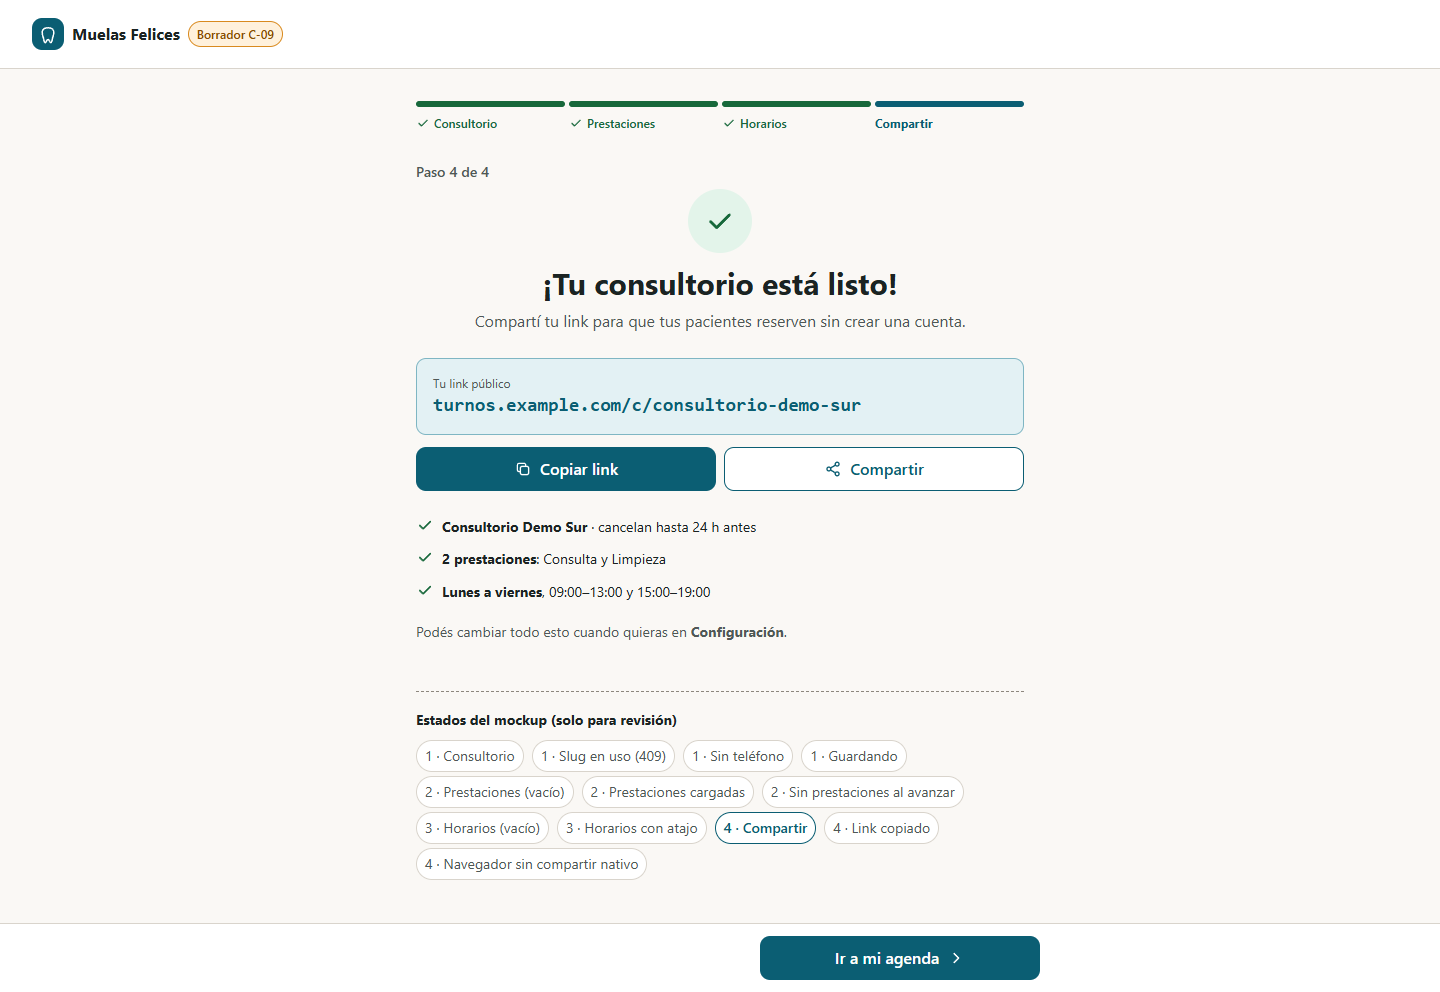 Muelas Felices Borrador C-09
Consultorio Prestaciones Horarios Compartir
Paso 4 de 4
¡Tu consultorio está listo!
Compartí tu link para que tus pacientes reserven sin crear una cuenta.
Tu link público
turnos.example.com/c/consultorio-demo-sur
Copiar link Compartir
Consultorio Demo Sur · cancelan hasta 24 h antes
2 prestaciones: Consulta y Limpieza
Lunes a viernes, 09:00–13:00 y 15:00–19:00
Podés cambiar todo esto cuando quieras en Configuración.
Estados del mockup (solo para revisión)
1 · Consultorio 1 · Slug en uso (409) 1 · Sin teléfono 1 · Guardando
2 · Prestaciones (vacío) 2 · Prestaciones cargadas 2 · Sin prestaciones al avanzar
3 · Horarios (vacío) 3 · Horarios con atajo 4 · Compartir 4 · Link copiado
4 · Navegador sin compartir nativo
Ir a mi agenda